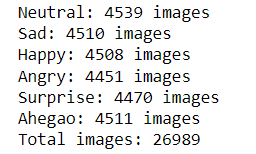 Neutral: 4539 images
Sad: 4510 images
Happy: 4508 images
Angry: 4451 images
Surprise: 4470 images
Ahegao: 4511 images
Total images: 26989